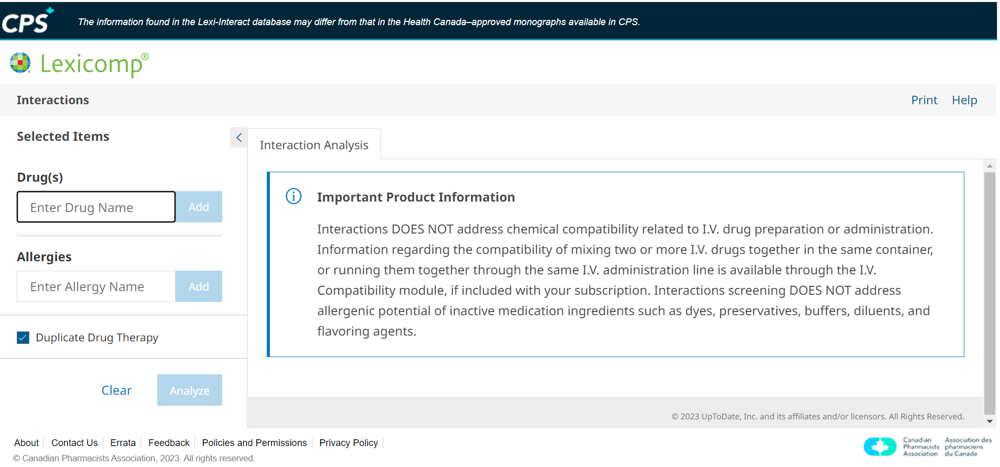 CPS
The information found in the Lexi-Interact database may differ from that in the Health Canada–approved monographs available in CPS.
Lexicomp®
Interactions
Print Help
Selected Items
Drug(s)
Enter Drug Name Add
Allergies
Enter Allergy Name Add
Duplicate Drug Therapy
Clear Analyze
Interaction Analysis
Important Product Information
Interactions DOES NOT address chemical compatibility related to I.V. drug preparation or administration.
Information regarding the compatibility of mixing two or more I.V. drugs together in the same container,
or running them together through the same I.V. administration line is available through the I.V.
Compatibility module, if included with your subscription. Interactions screening DOES NOT address
allergenic potential of inactive medication ingredients such as dyes, preservatives, buffers, diluents, and
flavoring agents.
© 2023 UpToDate, Inc. and its affiliates and/or licensors. All Rights Reserved.
About Contact Us Errata Feedback Policies and Permissions Privacy Policy
© Canadian Pharmacists Association, 2023. All rights reserved.
Canadian
Pharmacists
Association
Association des
pharmaciens
du Canada